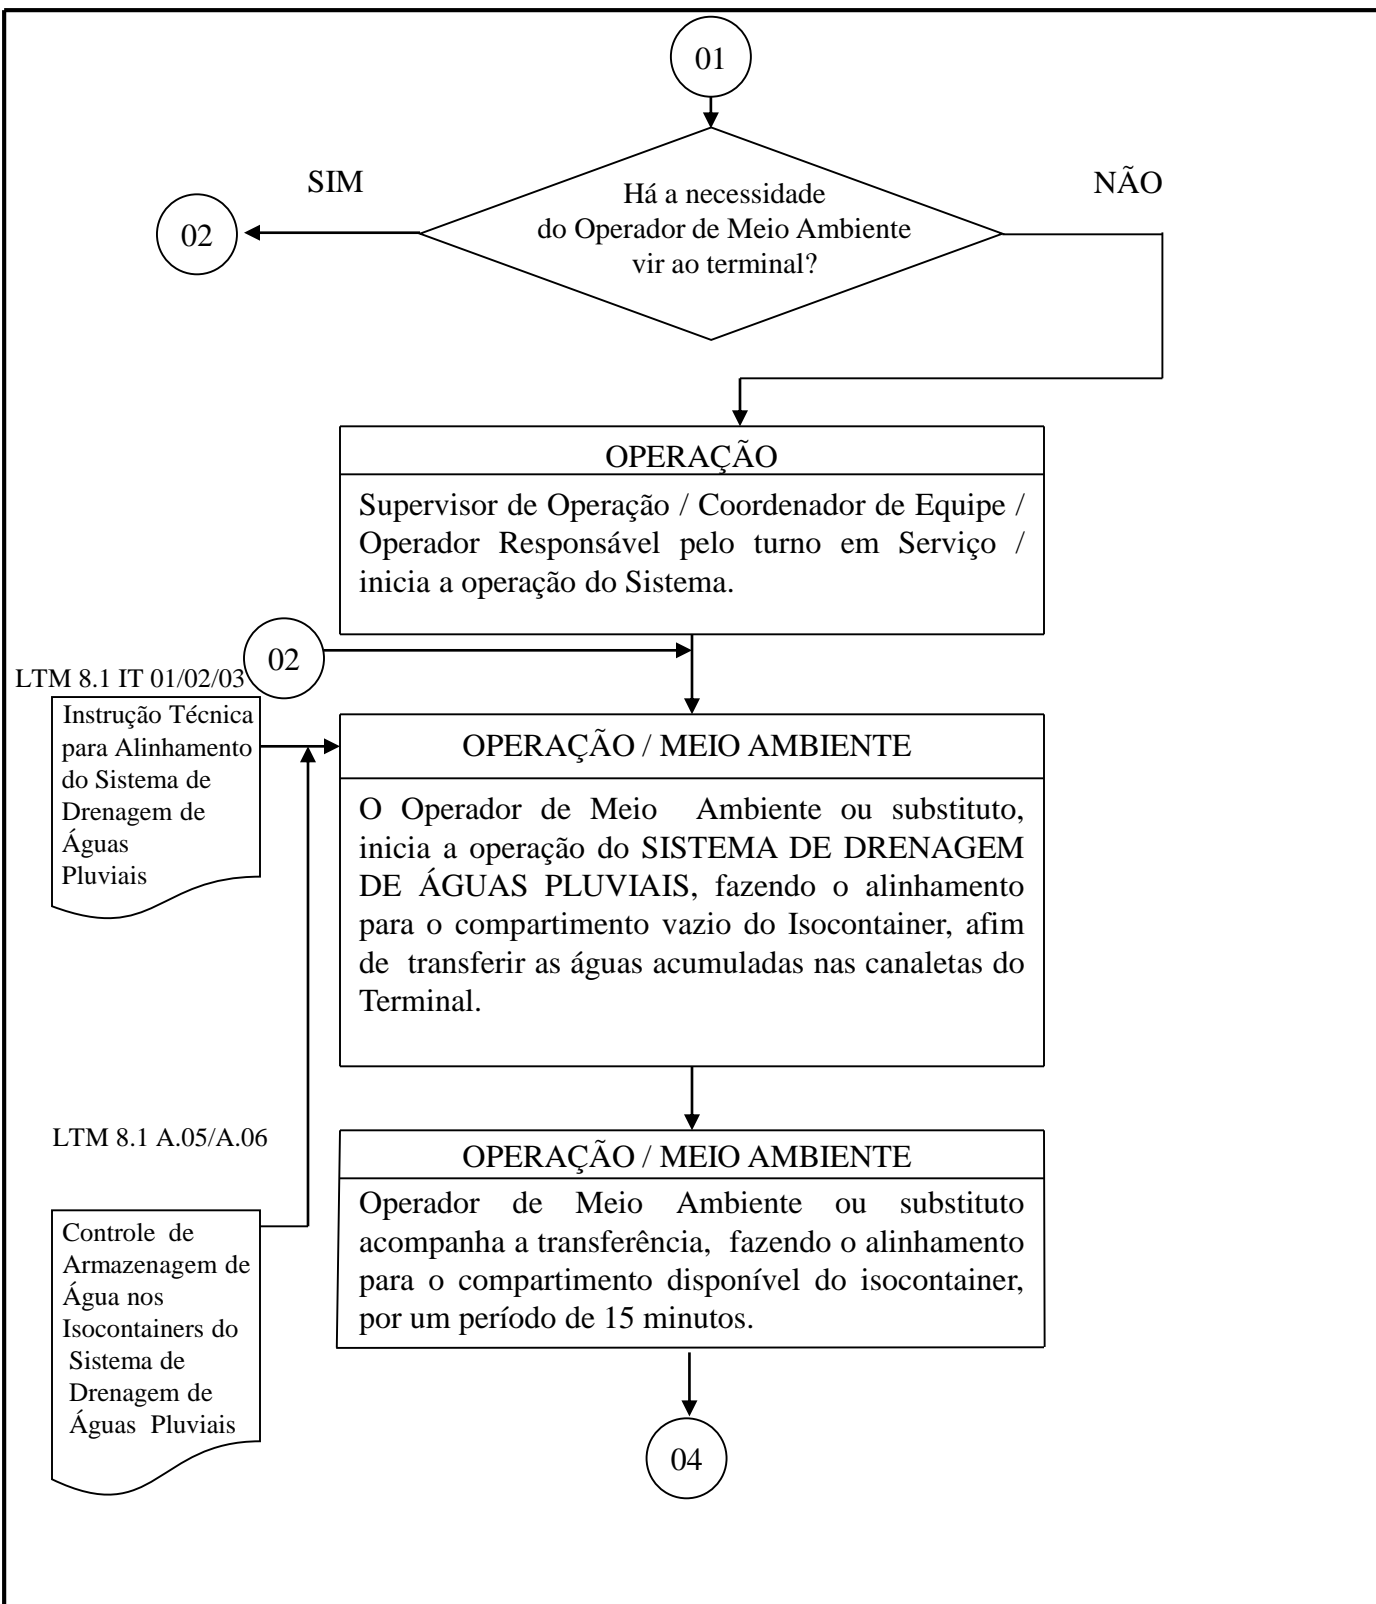 01
SIM
NÃO
Há a necessidade
do Operador de Meio Ambiente
vir ao terminal?
02
OPERAÇÃO
Supervisor de Operação / Coordenador de Equipe /
Operador Responsável pelo turno em Serviço /
inicia a operação do Sistema.
02
LTM 8.1 IT 01/02/03
Instrução Técnica
para Alinhamento
do Sistema de
Drenagem de
Águas
Pluviais
OPERAÇÃO / MEIO AMBIENTE
O Operador de Meio Ambiente ou substituto,
inicia a operação do SISTEMA DE DRENAGEM
DE ÁGUAS PLUVIAIS, fazendo o alinhamento
para o compartimento vazio do Isocontainer, afim
de transferir as águas acumuladas nas canaletas do
Terminal.
LTM 8.1 A.05/A.06
Controle de
Armazenagem de
Água nos
Isocontainers do
Sistema de
Drenagem de
Águas Pluviais
OPERAÇÃO / MEIO AMBIENTE
Operador de Meio Ambiente ou substituto
acompanha a transferência, fazendo o alinhamento
para o compartimento disponível do isocontainer,
por um período de 15 minutos.
04